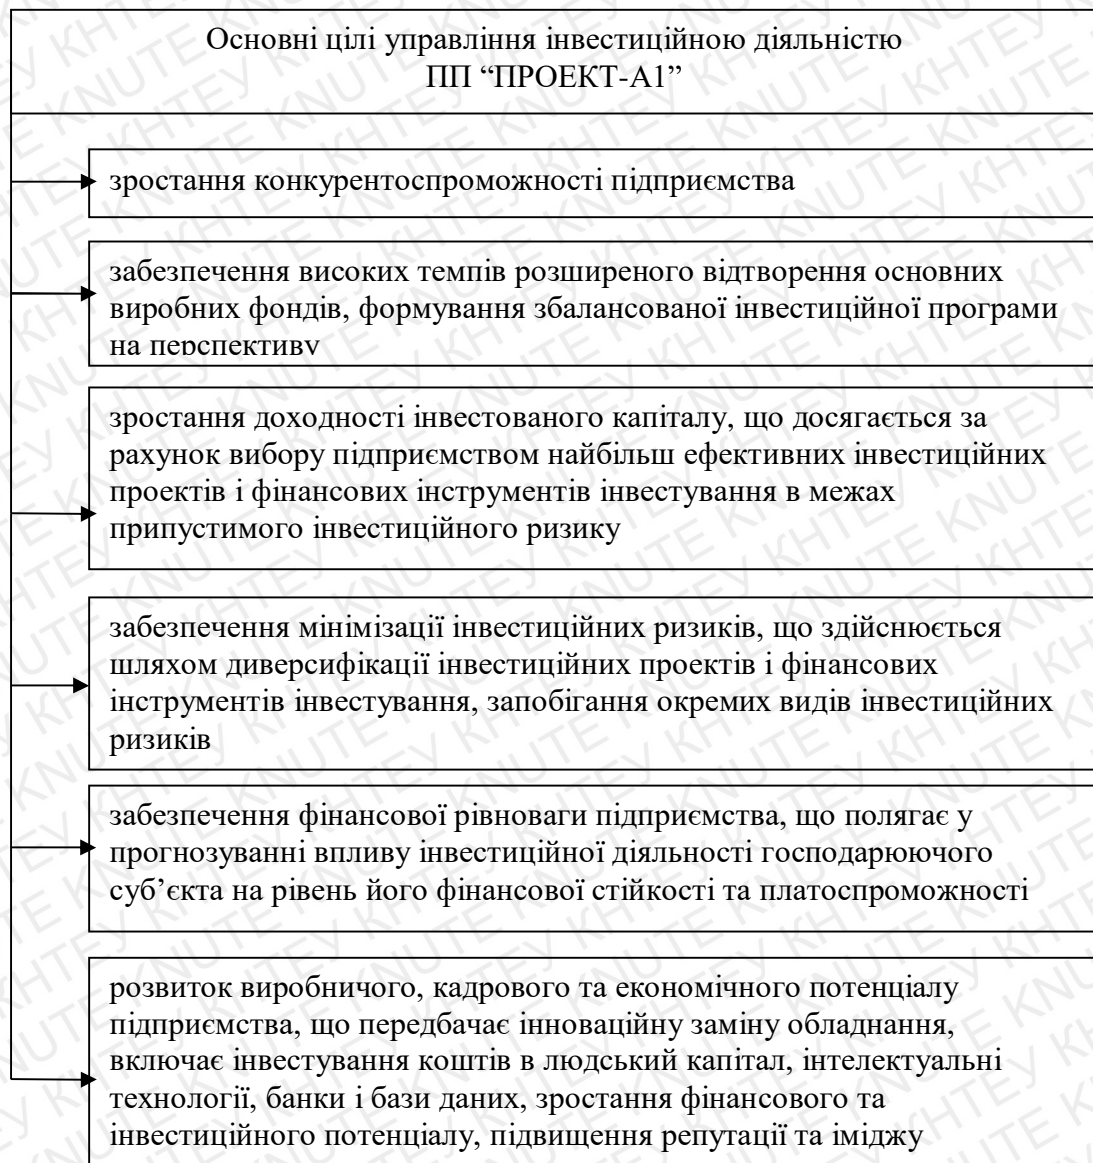 Основні цілі управління інвестиційною діяльністю
ПП “ПРОЕКТ-А1”
зростання конкурентоспроможності підприємства
забезпечення високих темпів розширеного відтворення основних
виробних фондів, формування збалансованої інвестиційної програми
на перспективу
зростання доходності інвестованого капіталу, що досягається за
рахунок вибору підприємством найбільш ефективних інвестиційних
проектів і фінансових інструментів інвестування в межах
припустимого інвестиційного ризику
забезпечення мінімізації інвестиційних ризиків, що здійснюється
шляхом диверсифікації інвестиційних проектів і фінансових
інструментів інвестування, запобігання окремих видів інвестиційних
ризиків
забезпечення фінансової рівноваги підприємства, що полягає у
прогнозуванні впливу інвестиційної діяльності господарюючого
суб’єкта на рівень його фінансової стійкості та платоспроможності
розвиток виробничого, кадрового та економічного потенціалу
підприємства, що передбачає інноваційну заміну обладнання,
включає інвестування коштів в людський капітал, інтелектуальні
технології, банки і бази даних, зростання фінансового та
інвестиційного потенціалу, підвищення репутації та іміджу